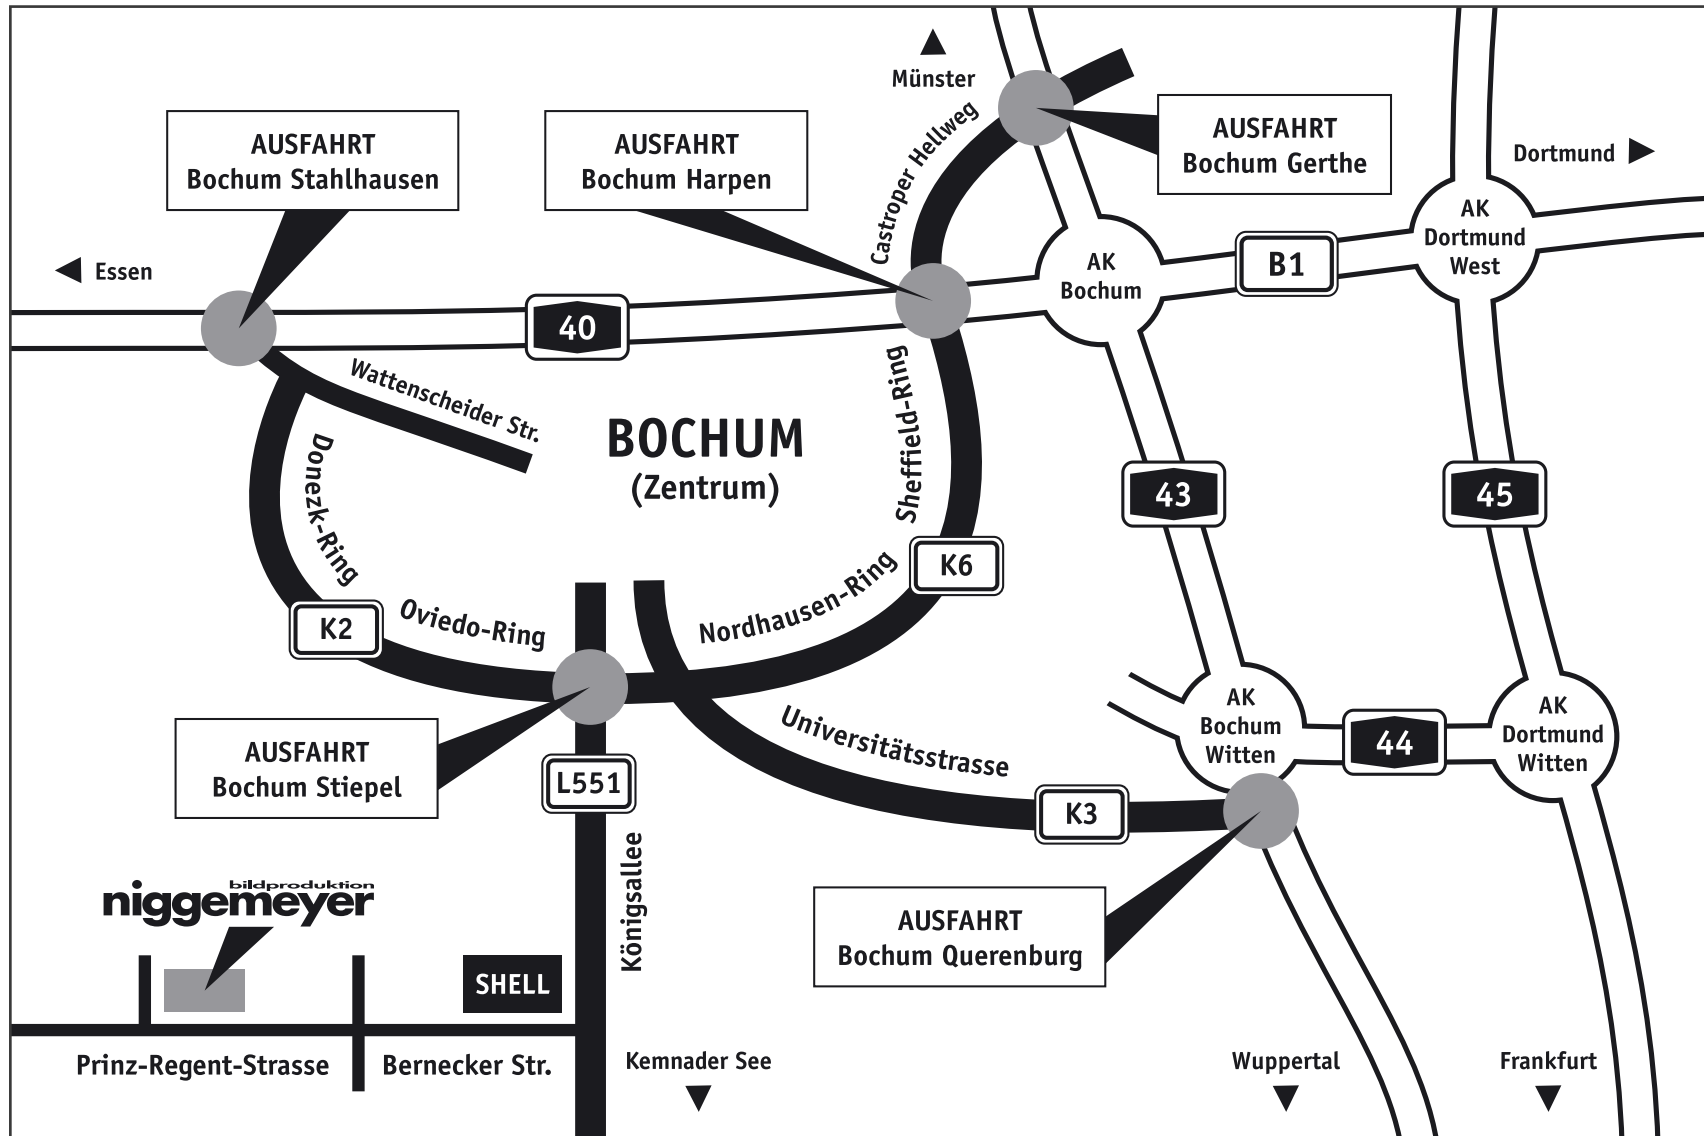 Münster
AUSFAHRT
Bochum Stahlhausen
AUSFAHRT
Bochum Harpen
AUSFAHRT
Bochum Gerthe
Castroper Hellweg
Dortmund
AK
Dortmund
West
Essen
AK
Bochum
B1
40
Wattenscheider Str.
BOCHUM
(Zentrum)
Sheffield-Ring
Donezk-Ring
43
45
K6
K2
Oviedo-Ring
Nordhausen-Ring
AUSFAHRT
Bochum Stiepel
L551
Universitätsstrasse
K3
AK
Bochum
Witten
44
AK
Dortmund
Witten
Königsallee
bildproduktion
niggemeyer
AUSFAHRT
Bochum Querenburg
SHELL
Prinz-Regent-Strasse
Bernecker Str.
Kemnader See
Wuppertal
Frankfurt